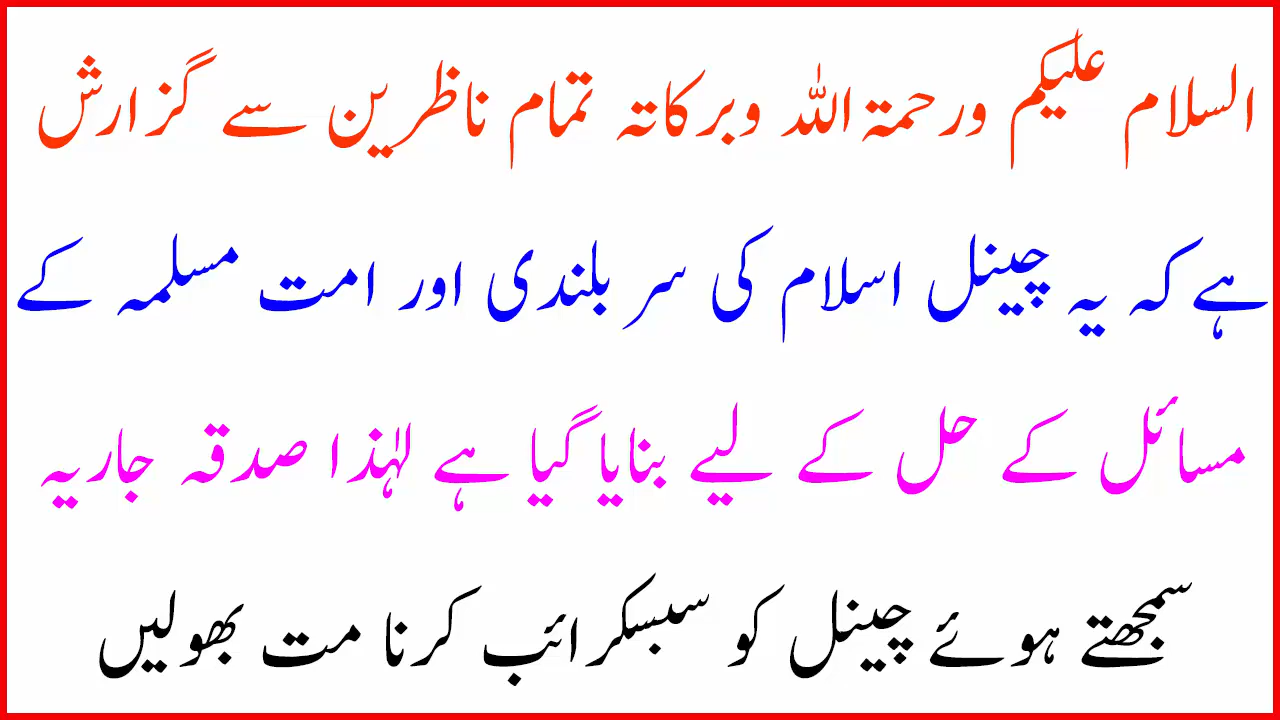 السلام علیکم ورحمۃ اللہ وبرکاتہ تمام ناظرین سے گزارش
ہے کہ یہ چینل اسلام کی سر بلندی اور امت مسلمہ کے
مسائل کے حل کے لیے بنایا گیا ہے لہٰذا صدقہ جاریہ
سمجھتے ہوئے چینل کو سبسکرائب کرنا مت بھولیں